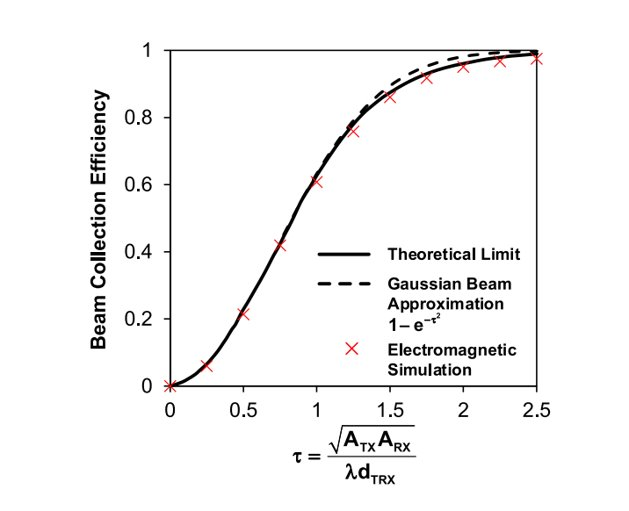 Beam Collection Efficiency
1
0.8
0.6
0.4
0.2
0
0 0.5 1 1.5 2 2.5
Theoretical Limit
Gaussian Beam
Approximation
1– e^–τ²
Electromagnetic
Simulation
τ = √(A_TX A_RX) / λd_TRX